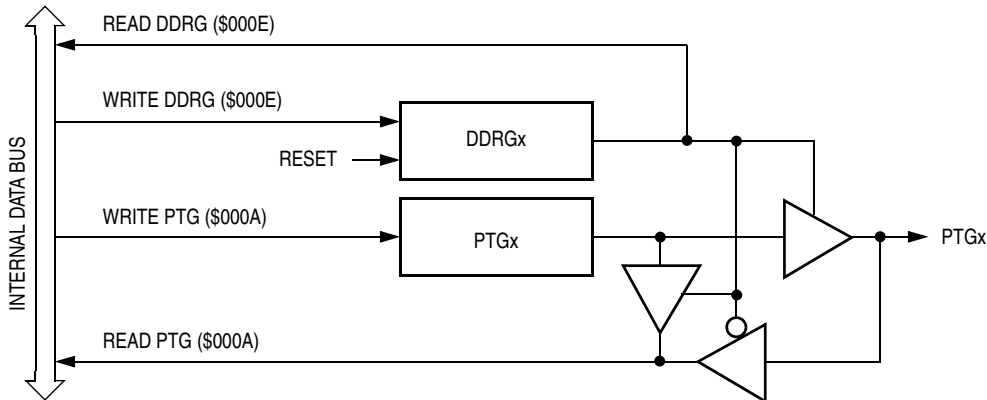 READ DDRG ($000E)
WRITE DDRG ($000E)
DDRGx
RESET
INTERNAL DATA BUS
WRITE PTG ($000A)
PTGx
PTGx
READ PTG ($000A)